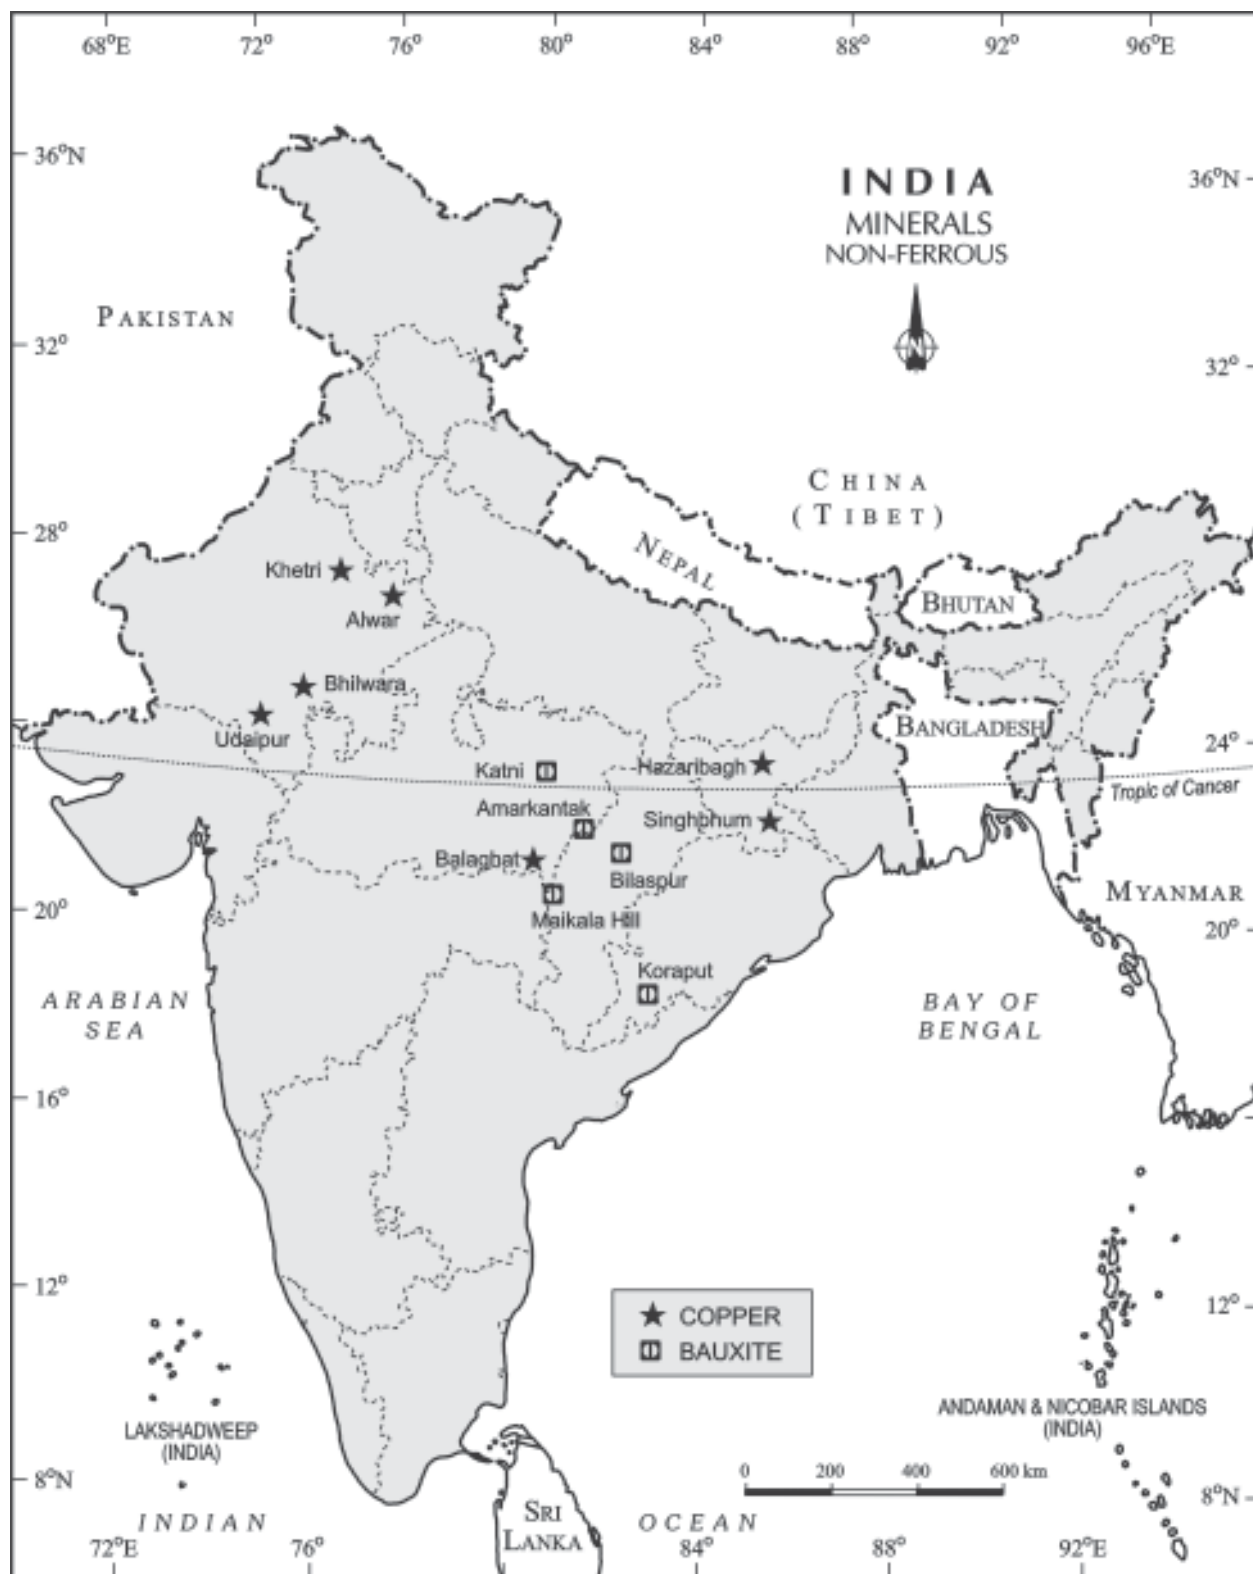 68°E 72° 76° 80° 84° 88° 92° 96°E
36°N
INDIA
MINERALS
NON-FERROUS
36°N
PAKISTAN
N
32°
32°
CHINA
(TIBET)
28°
NEPAL
Khetri
BHUTAN
Alwar
Bhilwara
Udaipur
BANGLADESH
24°
Katni
Hazaribagh
Tropic of Cancer
Amarkantak
Singhbhum
Balagbat
Bilaspur
MYANMAR
20°
Maikala Hill
20°
Koraput
ARABIAN
SEA
BAY OF
BENGAL
16°
12°
12°
COPPER
BAUXITE
LAKSHADWEEP
(INDIA)
ANDAMAN & NICOBAR ISLANDS
(INDIA)
0 200 400 600 km
8°N
8°N
SRI
LANKA
INDIAN OCEAN
72°E 76° 84° 88° 92°E